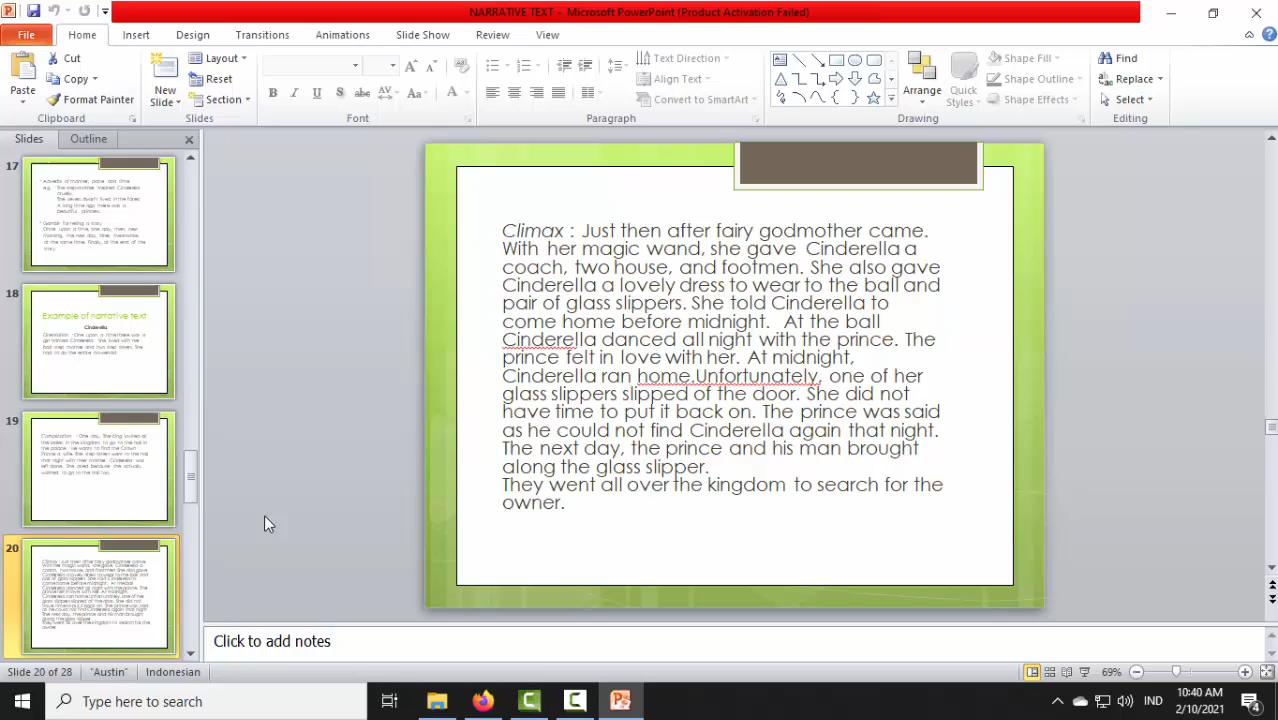 NARRATIVE TEXT - Microsoft PowerPoint (Product Activation Failed)
File Home Insert Design Transitions Animations Slide Show Review View
Paste
Cut
Copy
Format Painter
Clipboard
New Slide
Layout
Reset
Section
Slides
B I U S abc AV Aa A
Font
Text Direction
Align Text
Convert to SmartArt
Paragraph
Arrange
Quick Styles
Shape Fill
Shape Outline
Shape Effects
Drawing
Find
Replace
Select
Editing
Slides Outline
17
18
Example of narrative text
Cinderella
19
20
Climax : Just then after fairy godmother came.
With her magic wand, she gave Cinderella a
coach, two house, and footmen. She also gave
Cinderella a lovely dress to wear to the ball and
pair of glass slippers. She told Cinderella to
come home before midnight. At the ball
Cinderella danced all night with the prince. The
prince felt in love with her. At midnight,
Cinderella ran home.Unfortunately, one of her
glass slippers slipped of the door. She did not
have time to put it back on. The prince was said
as he could not find Cinderella again that night.
The next day, the prince and his man brought
along the glass slipper.
They went all over the kingdom to search for the
owner.
Click to add notes
Slide 20 of 28 "Austin" Indonesian 69%
Type here to search
IND
10:40 AM
2/10/2021
4